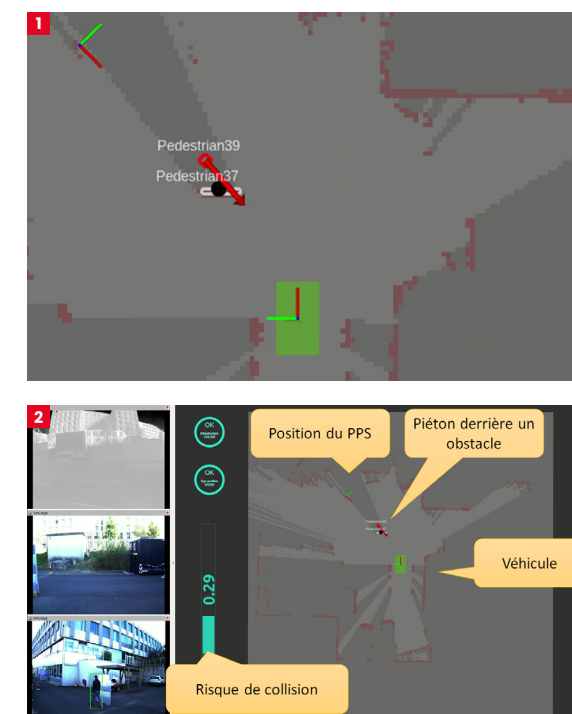 1
Pedestrian39
Pedestrian37
2
OK
OK
Position du PPS
Piéton derrière un
obstacle
Véhicule
0.29
Risque de collision